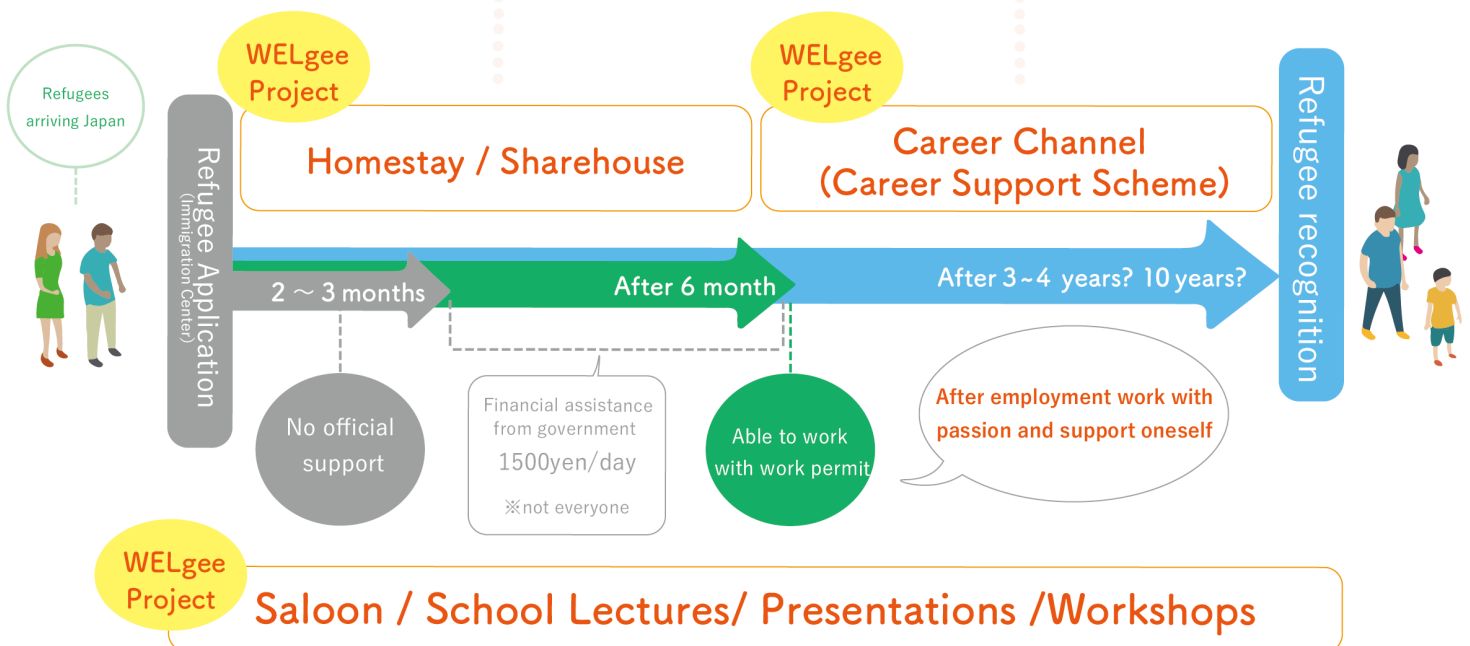 Refugees
arriving Japan
Refugee Application
(Immigration Center)
WELgee
Project
Homestay / Sharehouse
WELgee
Project
Career Channel
(Career Support Scheme)
Refugee recognition
2 ～ 3 months
After 6 month
After 3~4 years? 10 years?
No official
support
Financial assistance
from government
1500yen/day
※not everyone
Able to work
with work permit
After employment work with
passion and support oneself
WELgee
Project
Saloon / School Lectures/ Presentations /Workshops